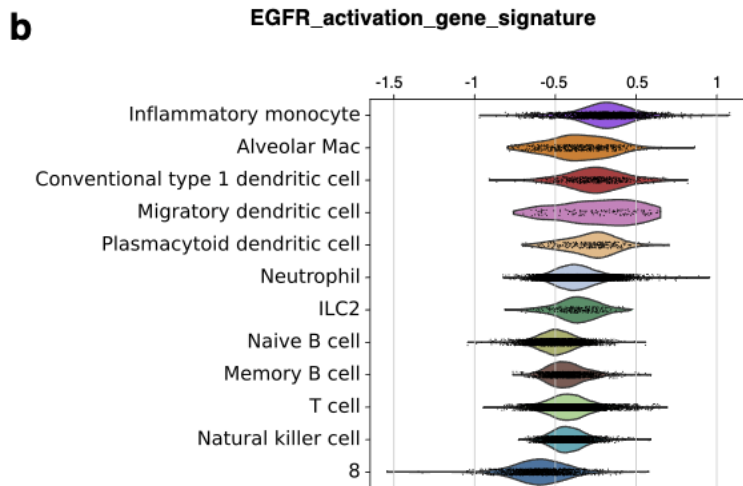 b
EGFR_activation_gene_signature
-1.5 -1 -0.5 0.5 1
Inflammatory monocyte
Alveolar Mac
Conventional type 1 dendritic cell
Migratory dendritic cell
Plasmacytoid dendritic cell
Neutrophil
ILC2
Naive B cell
Memory B cell
T cell
Natural killer cell
8